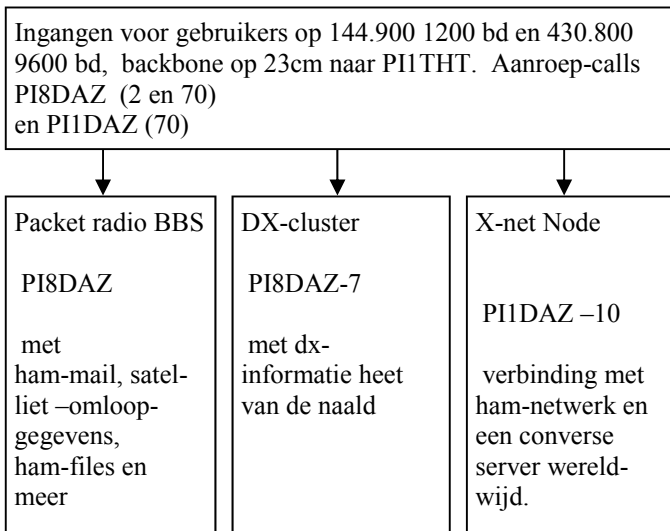 Ingangen voor gebruikers op 144.900 1200 bd en 430.800
9600 bd,  backbone op 23cm naar PI1THT.  Aanroep-calls
PI8DAZ  (2 en 70)
en PI1DAZ (70)
Packet radio BBS
PI8DAZ
met
ham-mail, satel-
liet –omloop-
gegevens,
ham-files en
meer
DX-cluster
PI8DAZ-7
met dx-
informatie heet
van de naald
X-net Node
PI1DAZ –10
verbinding met
ham-netwerk en
een converse
server wereld-
wijd.